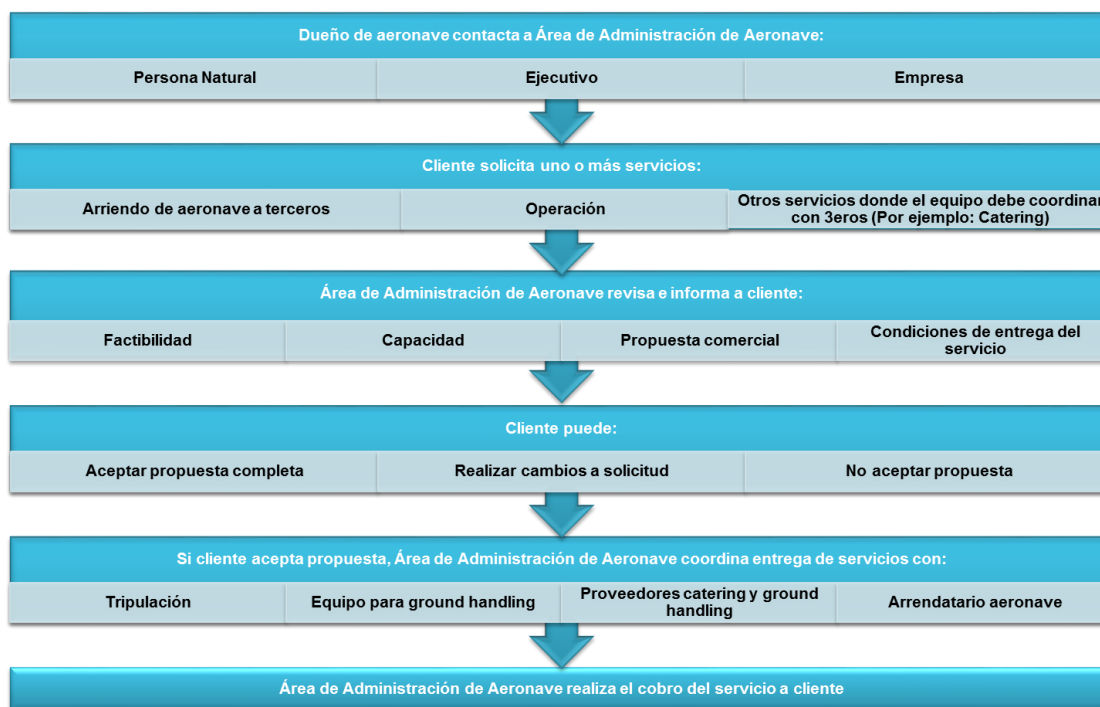 Dueño de aeronave contacta a Área de Administración de Aeronave:
Persona Natural
Ejecutivo
Empresa
Cliente solicita uno o más servicios:
Arriendo de aeronave a terceros
Operación
Otros servicios donde el equipo debe coordinar
con 3eros (Por ejemplo: Catering)
Área de Administración de Aeronave revisa e informa a cliente:
Factibilidad
Capacidad
Propuesta comercial
Condiciones de entrega del
servicio
Cliente puede:
Aceptar propuesta completa
Realizar cambios a solicitud
No aceptar propuesta
Si cliente acepta propuesta, Área de Administración de Aeronave coordina entrega de servicios con:
Tripulación
Equipo para ground handling
Proveedores catering y ground
handling
Arrendatario aeronave
Área de Administración de Aeronave realiza el cobro del servicio a cliente